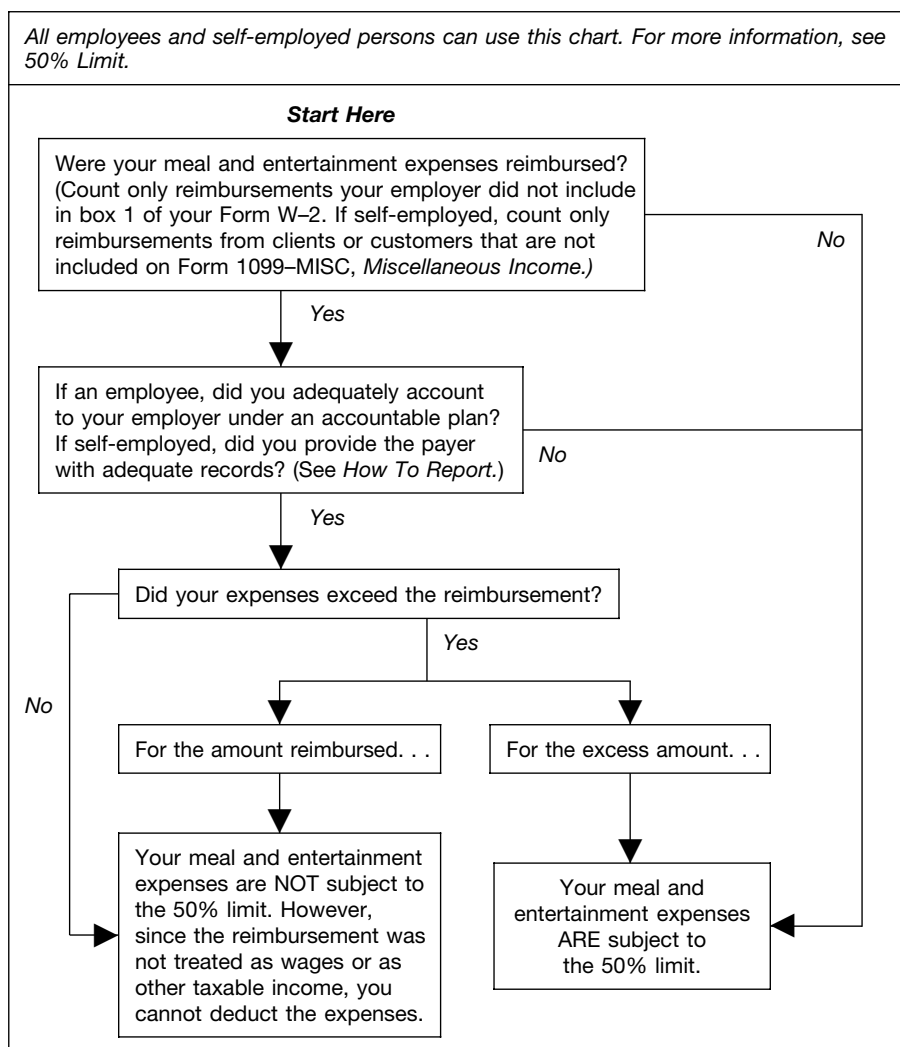 All employees and self-employed persons can use this chart. For more information, see
50% Limit.
Start Here
Were your meal and entertainment expenses reimbursed?
(Count only reimbursements your employer did not include
in box 1 of your Form W–2. If self-employed, count only
reimbursements from clients or customers that are not
included on Form 1099–MISC, Miscellaneous Income.)
No
Yes
If an employee, did you adequately account
to your employer under an accountable plan?
If self-employed, did you provide the payer
with adequate records? (See How To Report.)
No
Yes
Did your expenses exceed the reimbursement?
Yes
No
For the amount reimbursed. . .
For the excess amount. . .
Your meal and entertainment
expenses are NOT subject to
the 50% limit. However,
since the reimbursement was
not treated as wages or as
other taxable income, you
cannot deduct the expenses.
Your meal and
entertainment expenses
ARE subject to
the 50% limit.